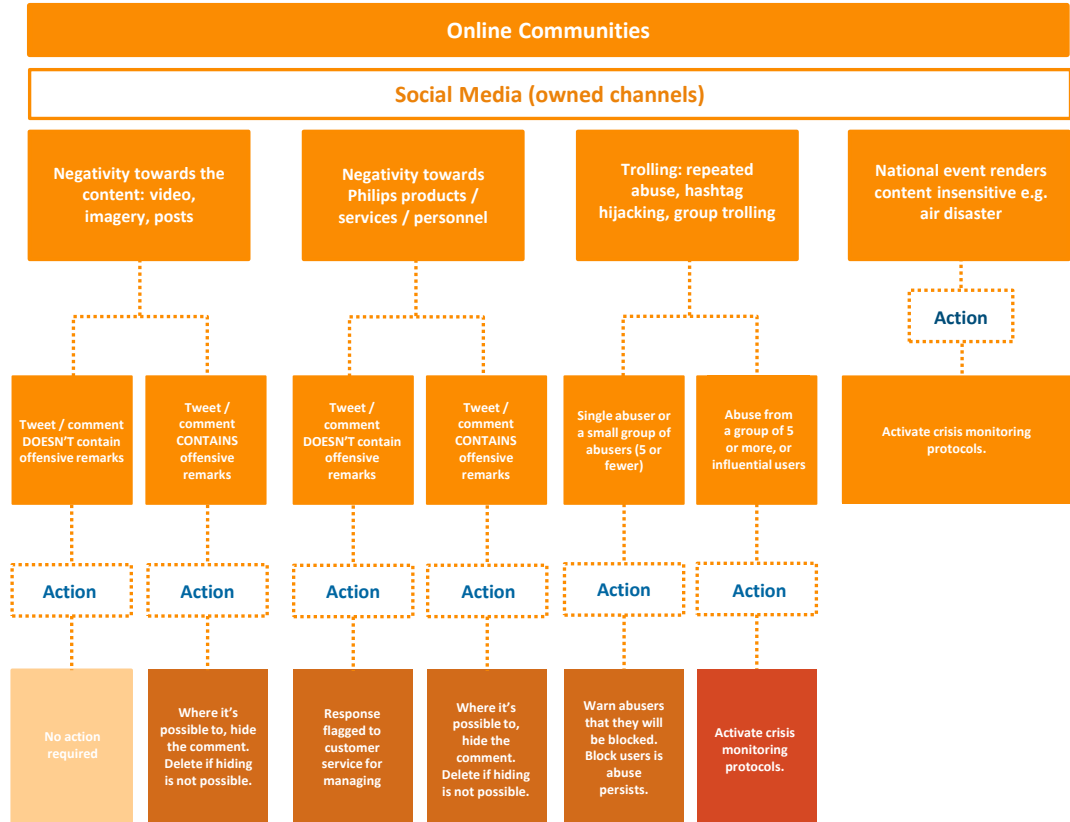 Online Communities
Social Media (owned channels)
Negativity towards the
content: video,
imagery, posts
Negativity towards
Philips products /
services / personnel
Trolling: repeated
abuse, hashtag
hijacking, group trolling
National event renders
content insensitive e.g.
air disaster
Action
Tweet / comment
DOESN'T contain
offensive remarks
Tweet /
comment
CONTAINS
offensive
remarks
Tweet /
comment
DOESN'T contain
offensive
remarks
Tweet /
comment
CONTAINS
offensive
remarks
Single abuser or
a small group of
abusers (5 or
fewer)
Abuse from
a group of 5
or more, or
influential users
Activate crisis monitoring
protocols.
Action
Action
Action
Action
Action
Action
No action
required
Where it's
possible to, hide
the comment.
Delete if hiding
is not possible.
Response
flagged to
customer
service for
managing
Where it's
possible to,
hide the
comment.
Delete if hiding
is not possible.
Warn abusers
that they will
be blocked.
Block users is
abuse
persists.
Activate crisis
monitoring
protocols.